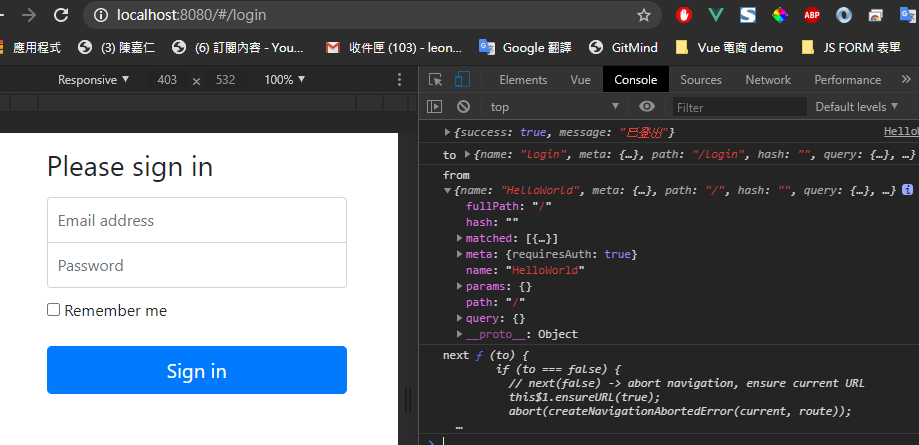 localhost:8080/#/login
ABP
應用程式 (3) 陳嘉仁 (6) 訂閱內容 - You... 收件匣 (103) - leon... Google 翻譯 GitMind Vue 電商 demo JS FORM 表單
Responsive ▼ 403 × 532 100% ▼
Elements Vue Console Sources Network Performance »
top ▼ Filter Default levels ▼
▶{success: true, message: "已登出"} Hello
to ▶{name: "login", meta: {…}, path: "/login", hash: "", query: {…}, …}
from
▼{name: "HelloWorld", meta: {…}, path: "/", hash: "", query: {…}, …} i
fullPath: "/"
hash: ""
▶matched: [{…}]
▶meta: {requiresAuth: true}
name: "HelloWorld"
▶params: {}
path: "/"
▶query: {}
▶__proto__: Object
next ƒ (to) {
if (to === false) {
// next(false) -> abort navigation, ensure current URL
this$1.ensureURL(true);
abort(createNavigationAbortedError(current, route));
…
Please sign in
Email address
Password
Remember me
Sign in